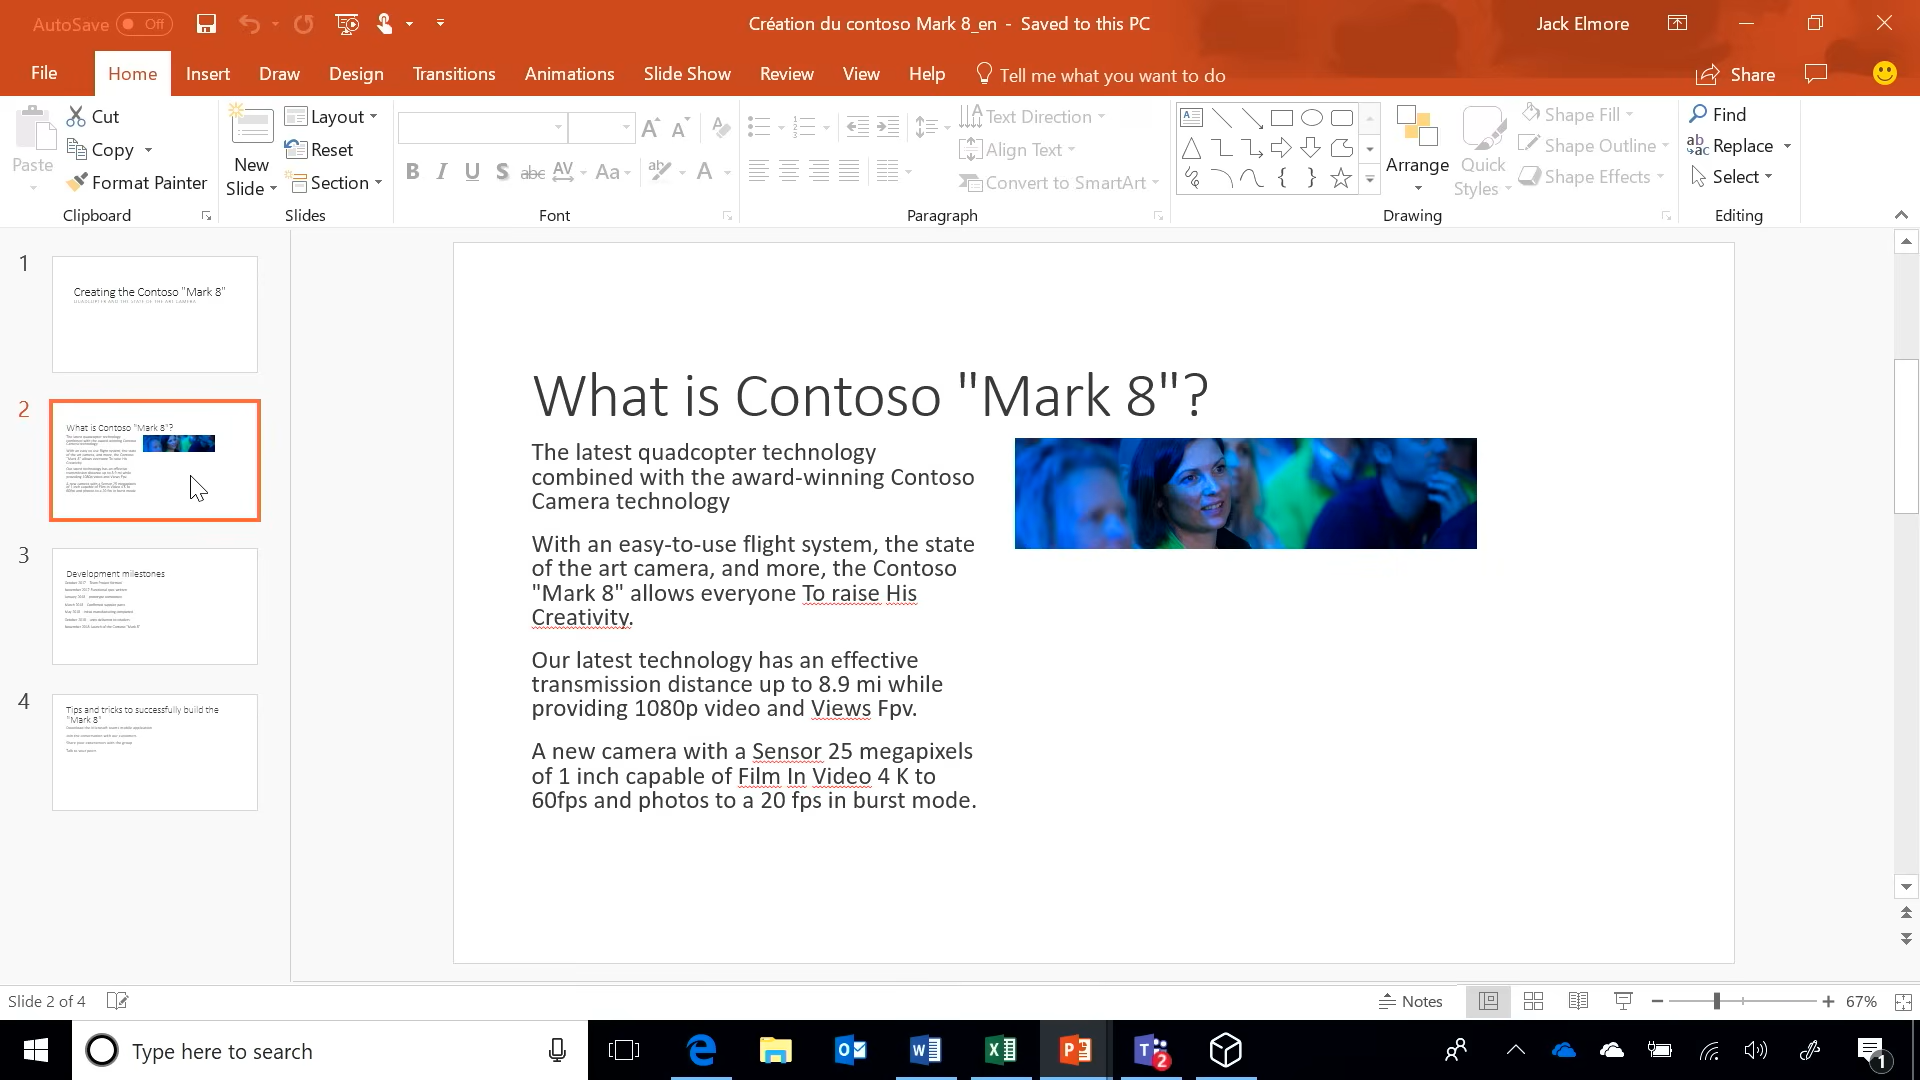 AutoSave Off
Création du contoso Mark 8_en - Saved to this PC
Jack Elmore
File Home Insert Draw Design Transitions Animations Slide Show Review View Help Tell me what you want to do Share
Paste
Cut
Copy
Format Painter
Clipboard
New
Slide
Layout
Reset
Section
Slides
B I U S abc AV Aa A
Font
Text Direction
Align Text
Convert to SmartArt
Paragraph
Arrange
Quick
Styles
Shape Fill
Shape Outline
Shape Effects
Drawing
Find
Replace
Select
Editing
1
Creating the Contoso "Mark 8"
2
What is Contoso "Mark 8"?
3
Development milestones
4
Tips and tricks to successfully build the
"Mark 8"
What is Contoso "Mark 8"?
The latest quadcopter technology
combined with the award-winning Contoso
Camera technology
With an easy-to-use flight system, the state
of the art camera, and more, the Contoso
"Mark 8" allows everyone To raise His
Creativity.
Our latest technology has an effective
transmission distance up to 8.9 mi while
providing 1080p video and Views Fpv.
A new camera with a Sensor 25 megapixels
of 1 inch capable of Film In Video 4 K to
60fps and photos to a 20 fps in burst mode.
Slide 2 of 4
Notes
67%
Type here to search
2
1